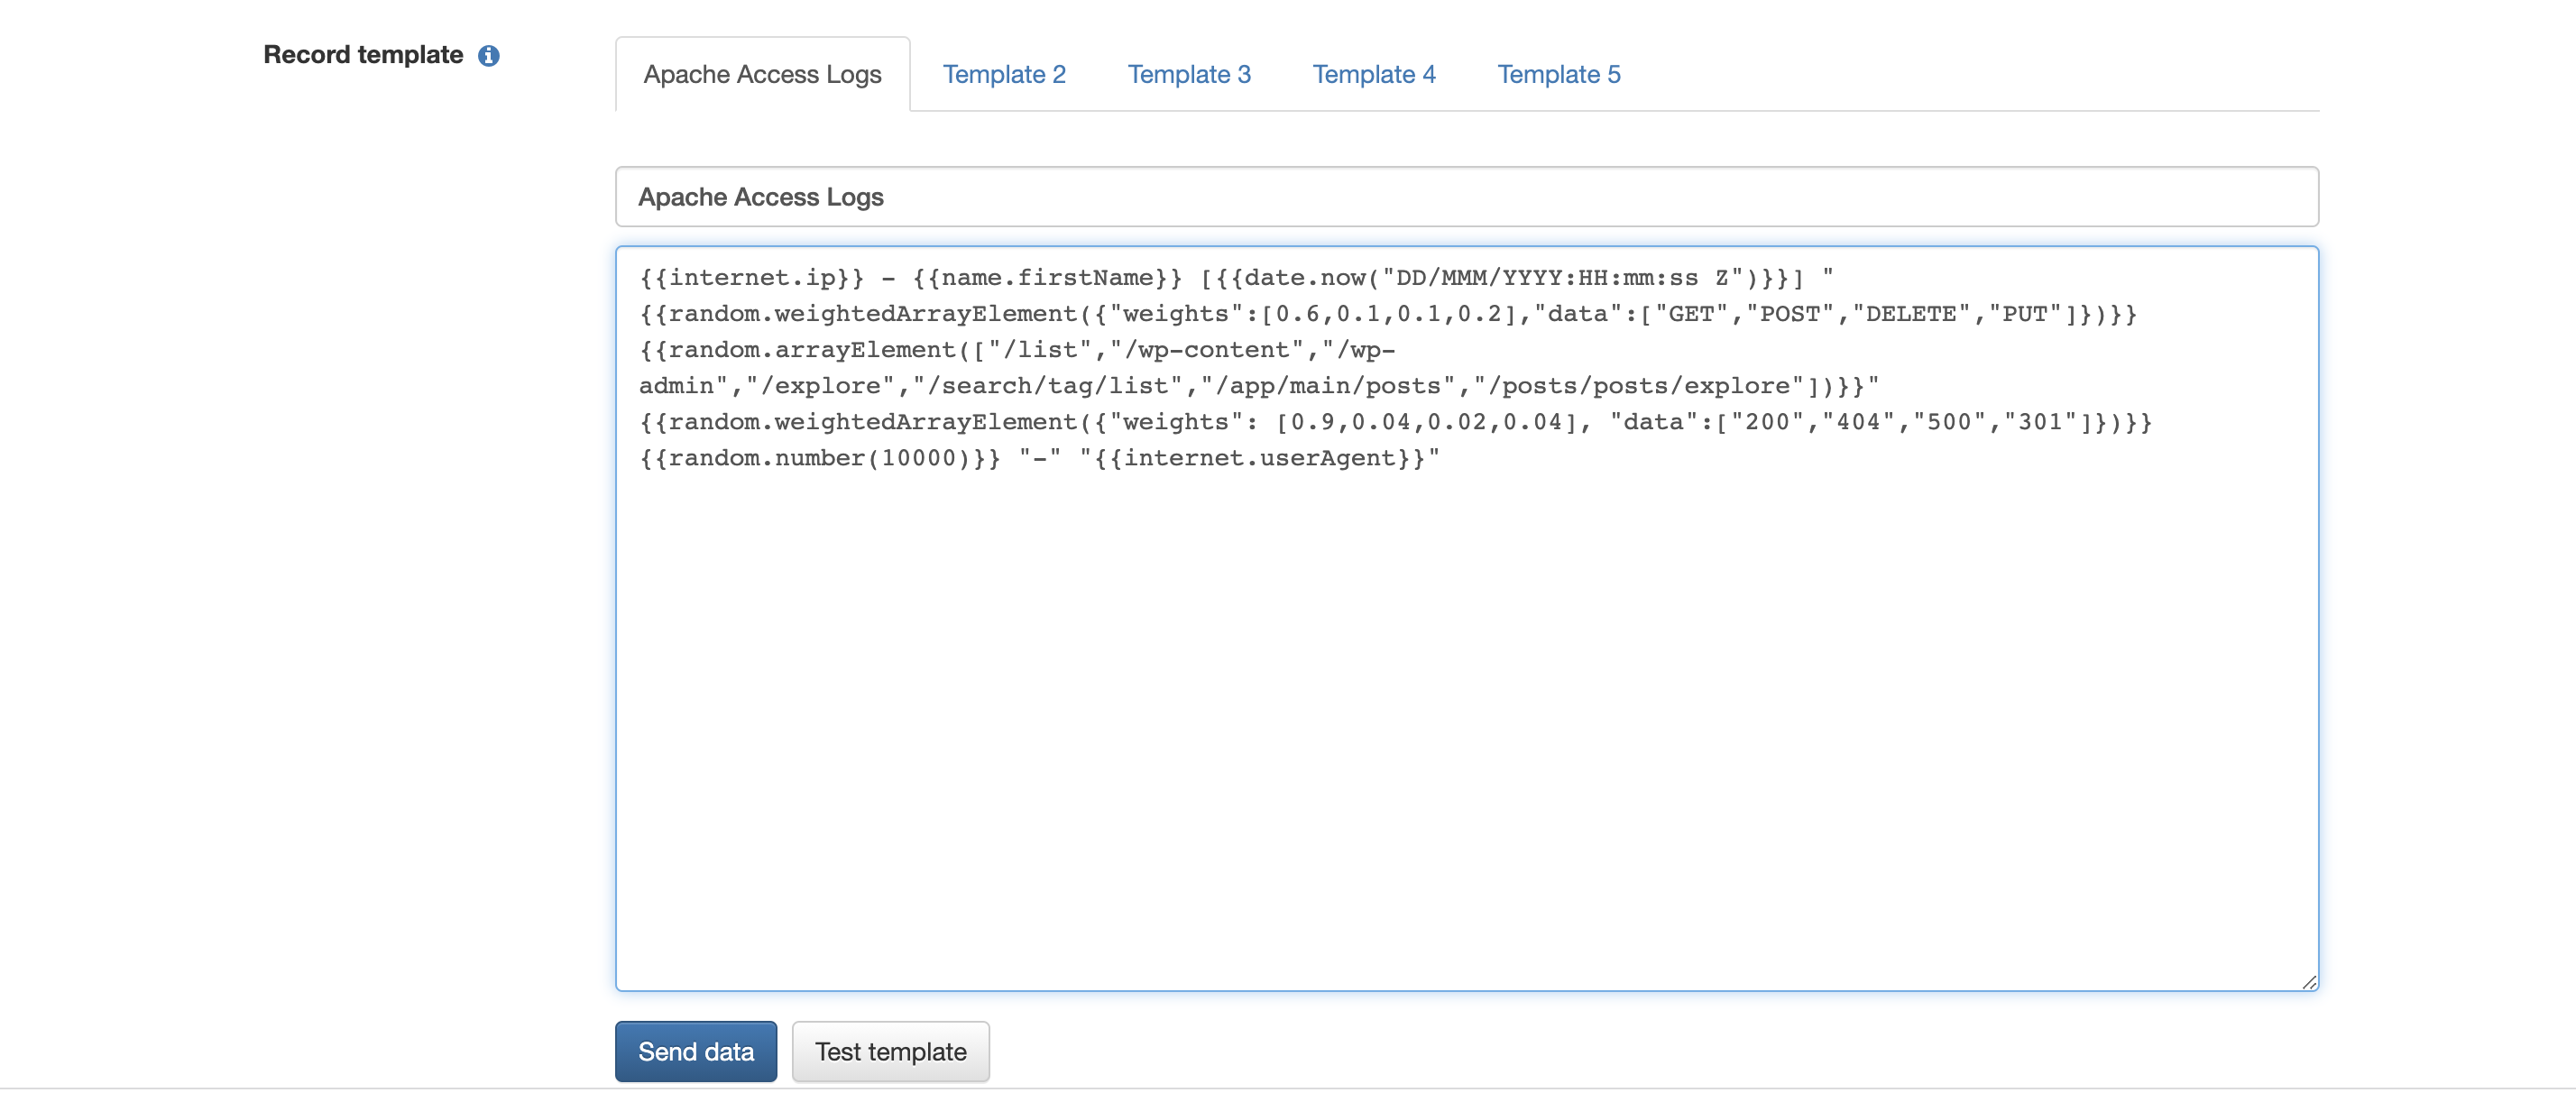 Record template
Apache Access Logs
Template 2
Template 3
Template 4
Template 5
Apache Access Logs
{{internet.ip}} - {{name.firstName}} [{{date.now("DD/MMM/YYYY:HH:mm:ss Z")}}] "
{{random.weightedArrayElement({"weights":[0.6,0.1,0.1,0.2],"data":["GET","POST","DELETE","PUT"]})}}
{{random.arrayElement(["/list","/wp-content","/wp-
admin","/explore","/search/tag/list","/app/main/posts","/posts/posts/explore"])}}"
{{random.weightedArrayElement({"weights": [0.9,0.04,0.02,0.04], "data":["200","404","500","301"]})}}
{{random.number(10000)}} "-" "{{internet.userAgent}}"
Send data
Test template